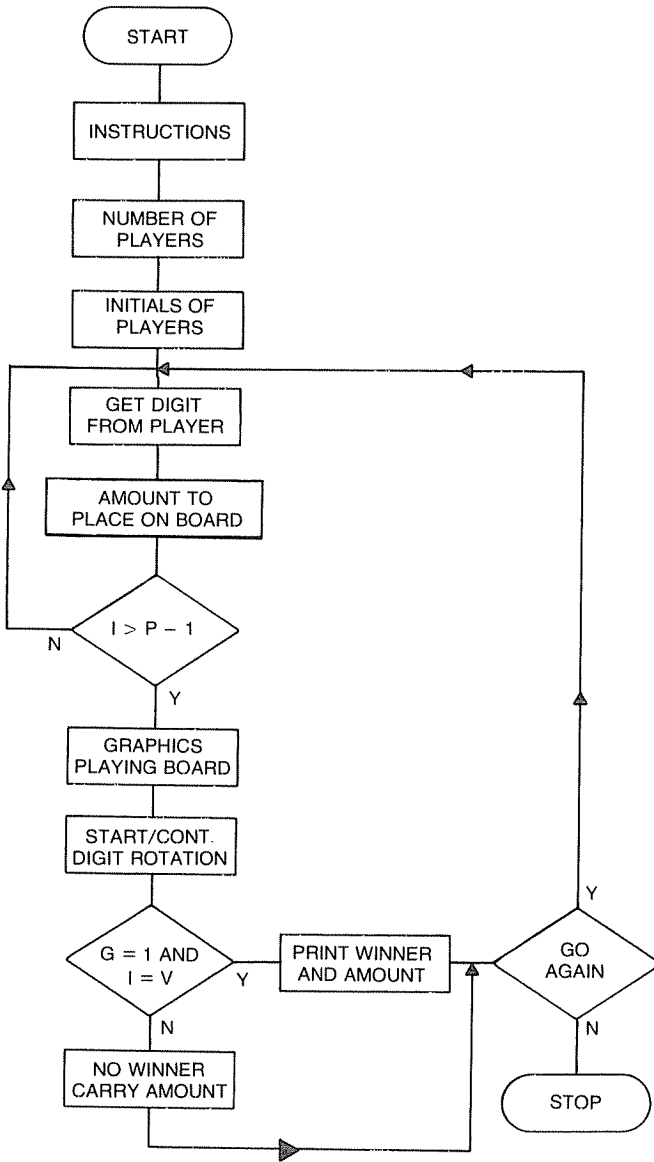 START
INSTRUCTIONS
NUMBER OF
PLAYERS
INITIALS OF
PLAYERS
GET DIGIT
FROM PLAYER
AMOUNT TO
PLACE ON BOARD
I > P – 1
N
Y
GRAPHICS
PLAYING BOARD
START/CONT.
DIGIT ROTATION
G = 1 AND
I = V
Y
N
PRINT WINNER
AND AMOUNT
NO WINNER
CARRY AMOUNT
Y
GO
AGAIN
N
STOP